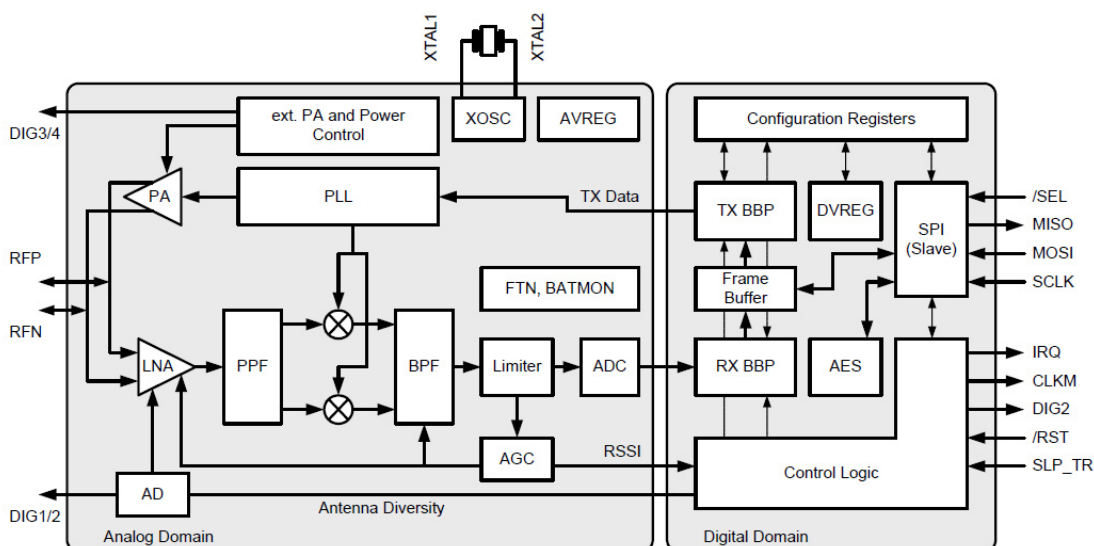 XTAL1
XTAL2
DIG3/4
ext. PA and Power
Control
XOSC
AVREG
Configuration Registers
PA
PLL
TX Data
TX BBP
DVREG
SPI
(Slave)
/SEL
MISO
MOSI
SCLK
RFP
RFN
FTN, BATMON
Frame
Buffer
LNA
PPF
BPF
Limiter
ADC
RX BBP
AES
IRQ
CLKM
DIG2
/RST
SLP_TR
AGC
RSSI
Control Logic
AD
DIG1/2
Antenna Diversity
Analog Domain
Digital Domain